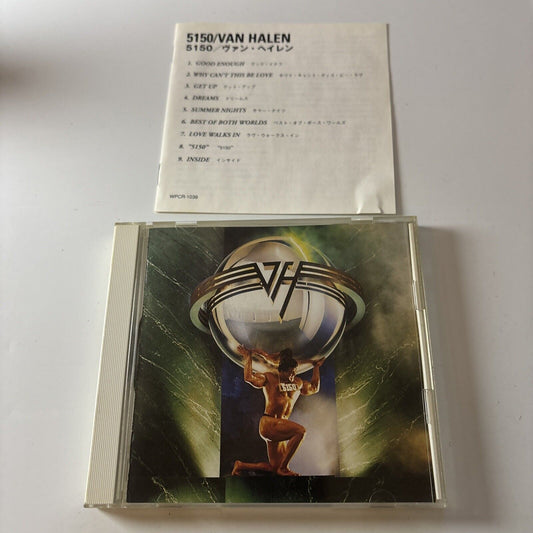 5150/VAN HALEN
5150/ヴァン・ヘイレン
1. GOOD ENOUGH グッド・イナフ
2. WHY CAN'T THIS BE LOVE ホワイ・キャント・ディス・ビー・ラヴ
3. GET UP ゲット・アップ
4. DREAMS ドリームス
5. SUMMER NIGHTS サマー・ナイツ
6. BEST OF BOTH WORLDS ベスト・オブ・ボース・ワールズ
7. LOVE WALKS IN ラヴ・ウォークス・イン
8. "5150" "5150"
9. INSIDE インサイド
WPCR-1039
VH
5150